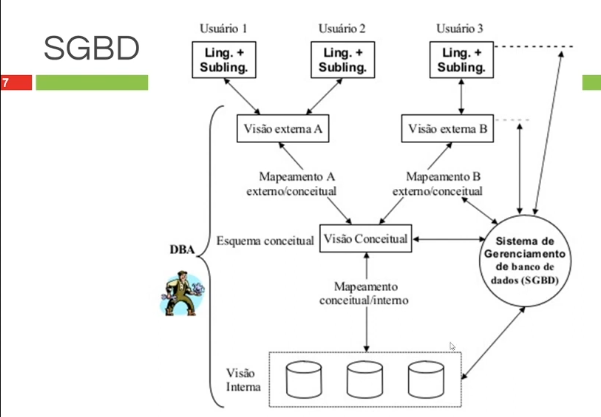 SGBD
7
Usuário 1
Usuário 2
Usuário 3
Ling. +
Subling.
Ling. +
Subling.
Ling. +
Subling.
Visão externa A
Visão externa B
Mapeamento A
externo/conceitual
Mapeamento B
externo/conceitual
DBA
Esquema conceitual
Visão Conceitual
Sistema de
Gerenciamento
de banco de
dados (SGBD)
Mapeamento
conceitual/interno
Visão
Interna